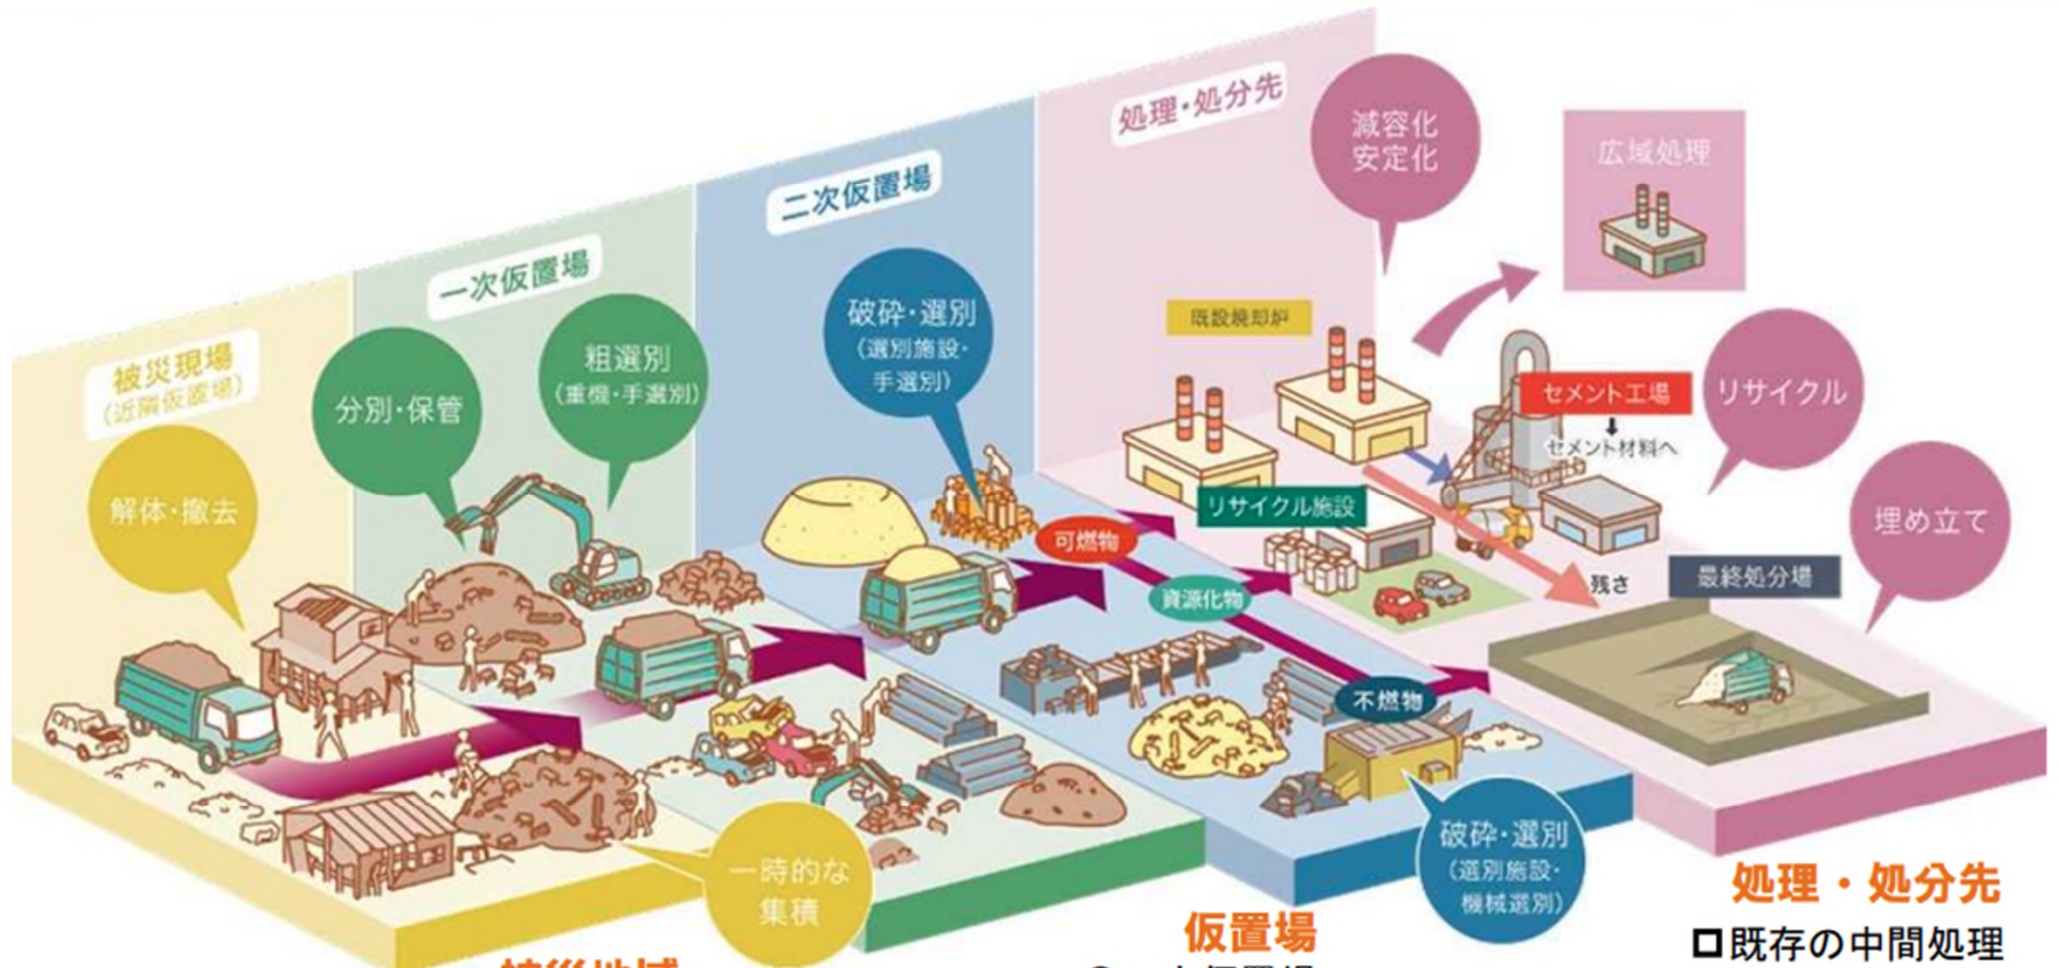 被災現場
(近隣仮置場)
解体・撤去
一時的な
集積
一次仮置場
分別・保管
粗選別
(重機・手選別)
二次仮置場
破砕・選別
(選別施設・
手選別)
破砕・選別
(選別施設・
機械選別)
可燃物
資源化物
不燃物
処理・処分先
減容化
安定化
広域処理
既設焼却炉
セメント工場
セメント材料へ
リサイクル
リサイクル施設
残さ
最終処分場
埋め立て
被災地域
仮置場
処理・処分先
口既存の中間処理